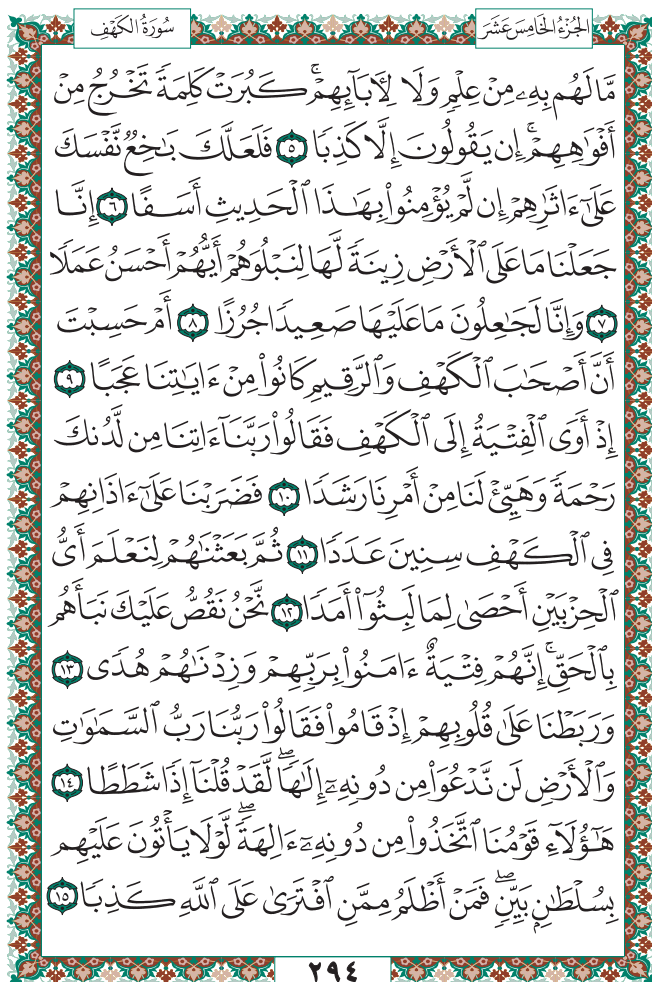 الجُزْءُ الخَامِسَ عَشَرَ
سُورَةُ الكَهْفِ
مَّا لَهُم بِهِۦ مِنْ عِلْمٍ وَلَا لِأٓبَآئِهِمْ ۚ كَبُرَتْ كَلِمَةً تَخْرُجُ مِنْ
أَفْوَٰهِهِمْ ۚ إِن يَقُولُونَ إِلَّا كَذِبًا ٥ فَلَعَلَّكَ بَٰخِعٌ نَّفْسَكَ
عَلَىٰٓ ءَاثَٰرِهِمْ إِن لَّمْ يُؤْمِنُوا۟ بِهَٰذَا ٱلْحَدِيثِ أَسَفًا ٦ إِنَّا
جَعَلْنَا مَا عَلَى ٱلْأَرْضِ زِينَةً لَّهَا لِنَبْلُوَهُمْ أَيُّهُمْ أَحْسَنُ عَمَلًا
٧ وَإِنَّا لَجَٰعِلُونَ مَا عَلَيْهَا صَعِيدًا جُرُزًا ٨ أَمْ حَسِبْتَ
أَنَّ أَصْحَٰبَ ٱلْكَهْفِ وَٱلرَّقِيمِ كَانُوا۟ مِنْ ءَايَٰتِنَا عَجَبًا ٩
إِذْ أَوَى ٱلْفِتْيَةُ إِلَى ٱلْكَهْفِ فَقَالُوا۟ رَبَّنَآ ءَاتِنَا مِن لَّدُنكَ
رَحْمَةً وَهَيِّئْ لَنَا مِنْ أَمْرِنَا رَشَدًا ١٠ فَضَرَبْنَا عَلَىٰٓ ءَاذَانِهِمْ
فِى ٱلْكَهْفِ سِنِينَ عَدَدًا ١١ ثُمَّ بَعَثْنَٰهُمْ لِنَعْلَمَ أَىُّ
ٱلْحِزْبَيْنِ أَحْصَىٰ لِمَا لَبِثُوٓا۟ أَمَدًا ١٢ نَّحْنُ نَقُصُّ عَلَيْكَ نَبَأَهُم
بِٱلْحَقِّ ۚ إِنَّهُمْ فِتْيَةٌ ءَامَنُوا۟ بِرَبِّهِمْ وَزِدْنَٰهُمْ هُدًى ١٣
وَرَبَطْنَا عَلَىٰ قُلُوبِهِمْ إِذْ قَامُوا۟ فَقَالُوا۟ رَبُّنَا رَبُّ ٱلسَّمَٰوَٰتِ
وَٱلْأَرْضِ لَن نَّدْعُوَا۟ مِن دُونِهِۦٓ إِلَٰهًا ۖ لَّقَدْ قُلْنَآ إِذًا شَطَطًا ١٤
هَٰٓؤُلَآءِ قَوْمُنَا ٱتَّخَذُوا۟ مِن دُونِهِۦٓ ءَالِهَةً ۖ لَّوْلَا يَأْتُونَ عَلَيْهِم
بِسُلْطَٰنٍۭ بَيِّنٍ ۖ فَمَنْ أَظْلَمُ مِمَّنِ ٱفْتَرَىٰ عَلَى ٱللَّهِ كَذِبًا ١٥
٢٩٤